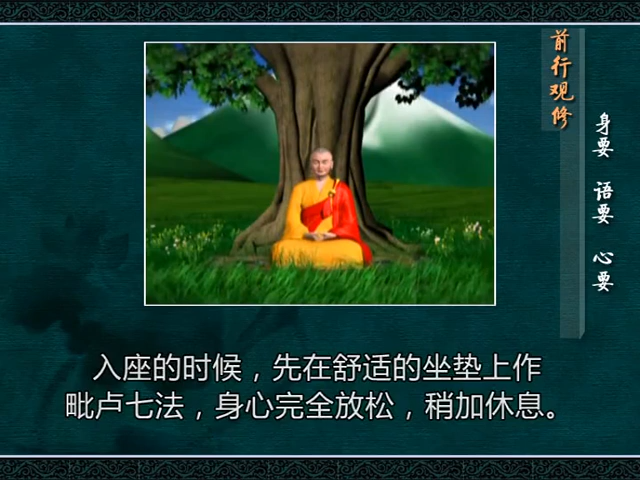 前行观修
身要 语要 心要
入座的时候，先在舒适的坐垫上作
毗卢七法，身心完全放松，稍加休息。